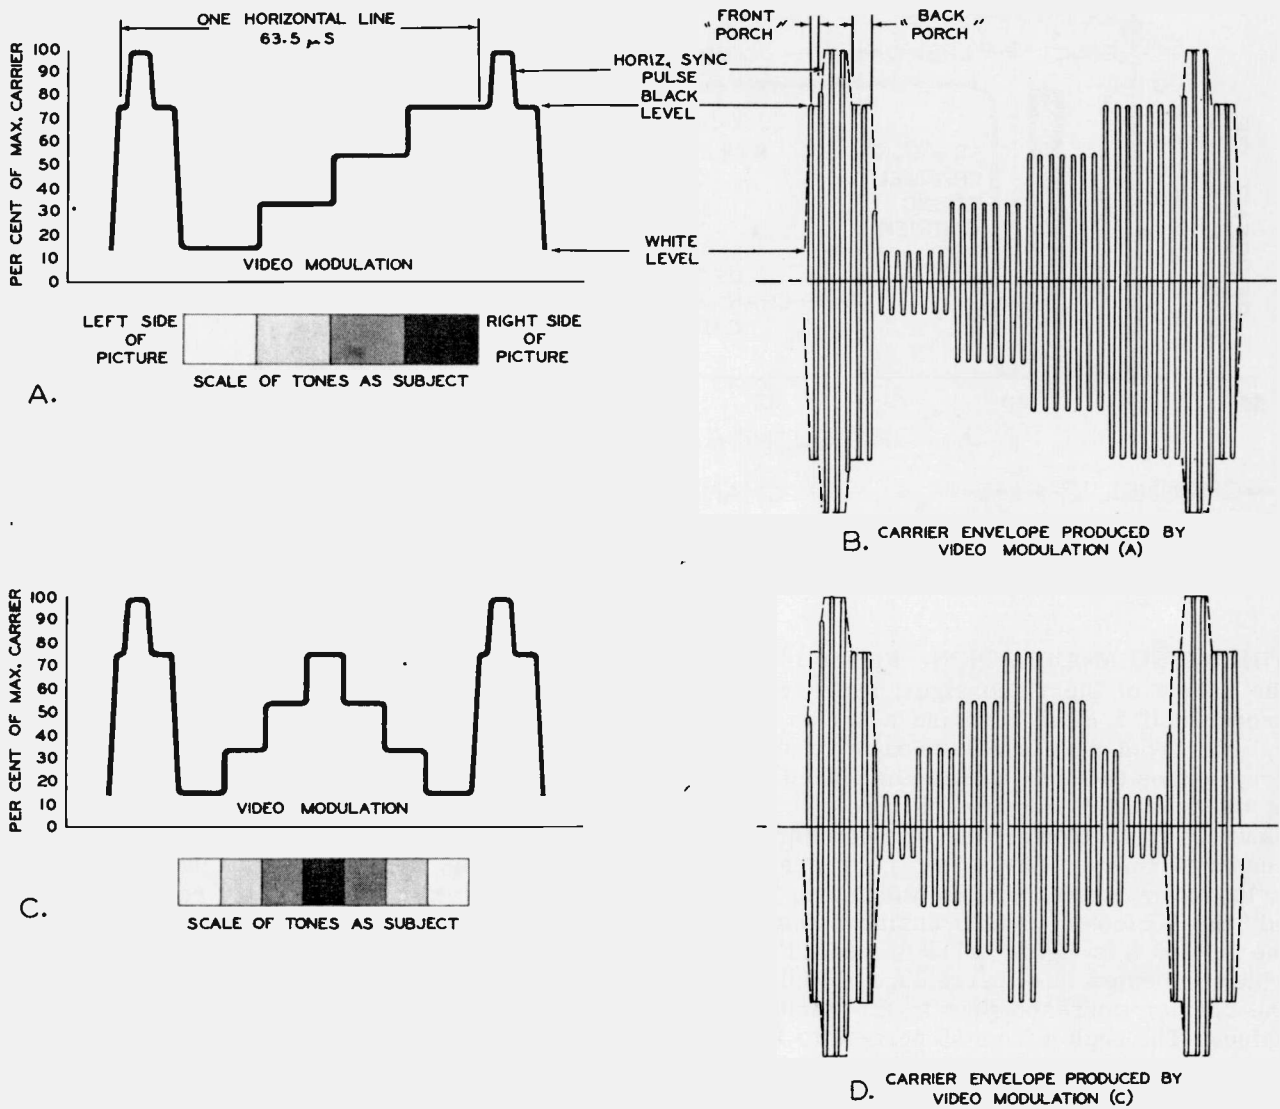 ONE HORIZONTAL LINE
63.5 μS
PER CENT OF MAX. CARRIER
100
90
80
70
60
50
40
30
20
10
0
VIDEO MODULATION
LEFT SIDE
OF
PICTURE
RIGHT SIDE
OF
PICTURE
SCALE OF TONES AS SUBJECT
A.
"FRONT
PORCH"
"BACK
PORCH"
HORIZ. SYNC
PULSE
BLACK
LEVEL
WHITE
LEVEL
B. CARRIER ENVELOPE PRODUCED BY
VIDEO MODULATION (A)
PER CENT OF MAX. CARRIER
100
90
80
70
60
50
40
30
20
10
0
VIDEO MODULATION
SCALE OF TONES AS SUBJECT
C.
D. CARRIER ENVELOPE PRODUCED BY
VIDEO MODULATION (C)